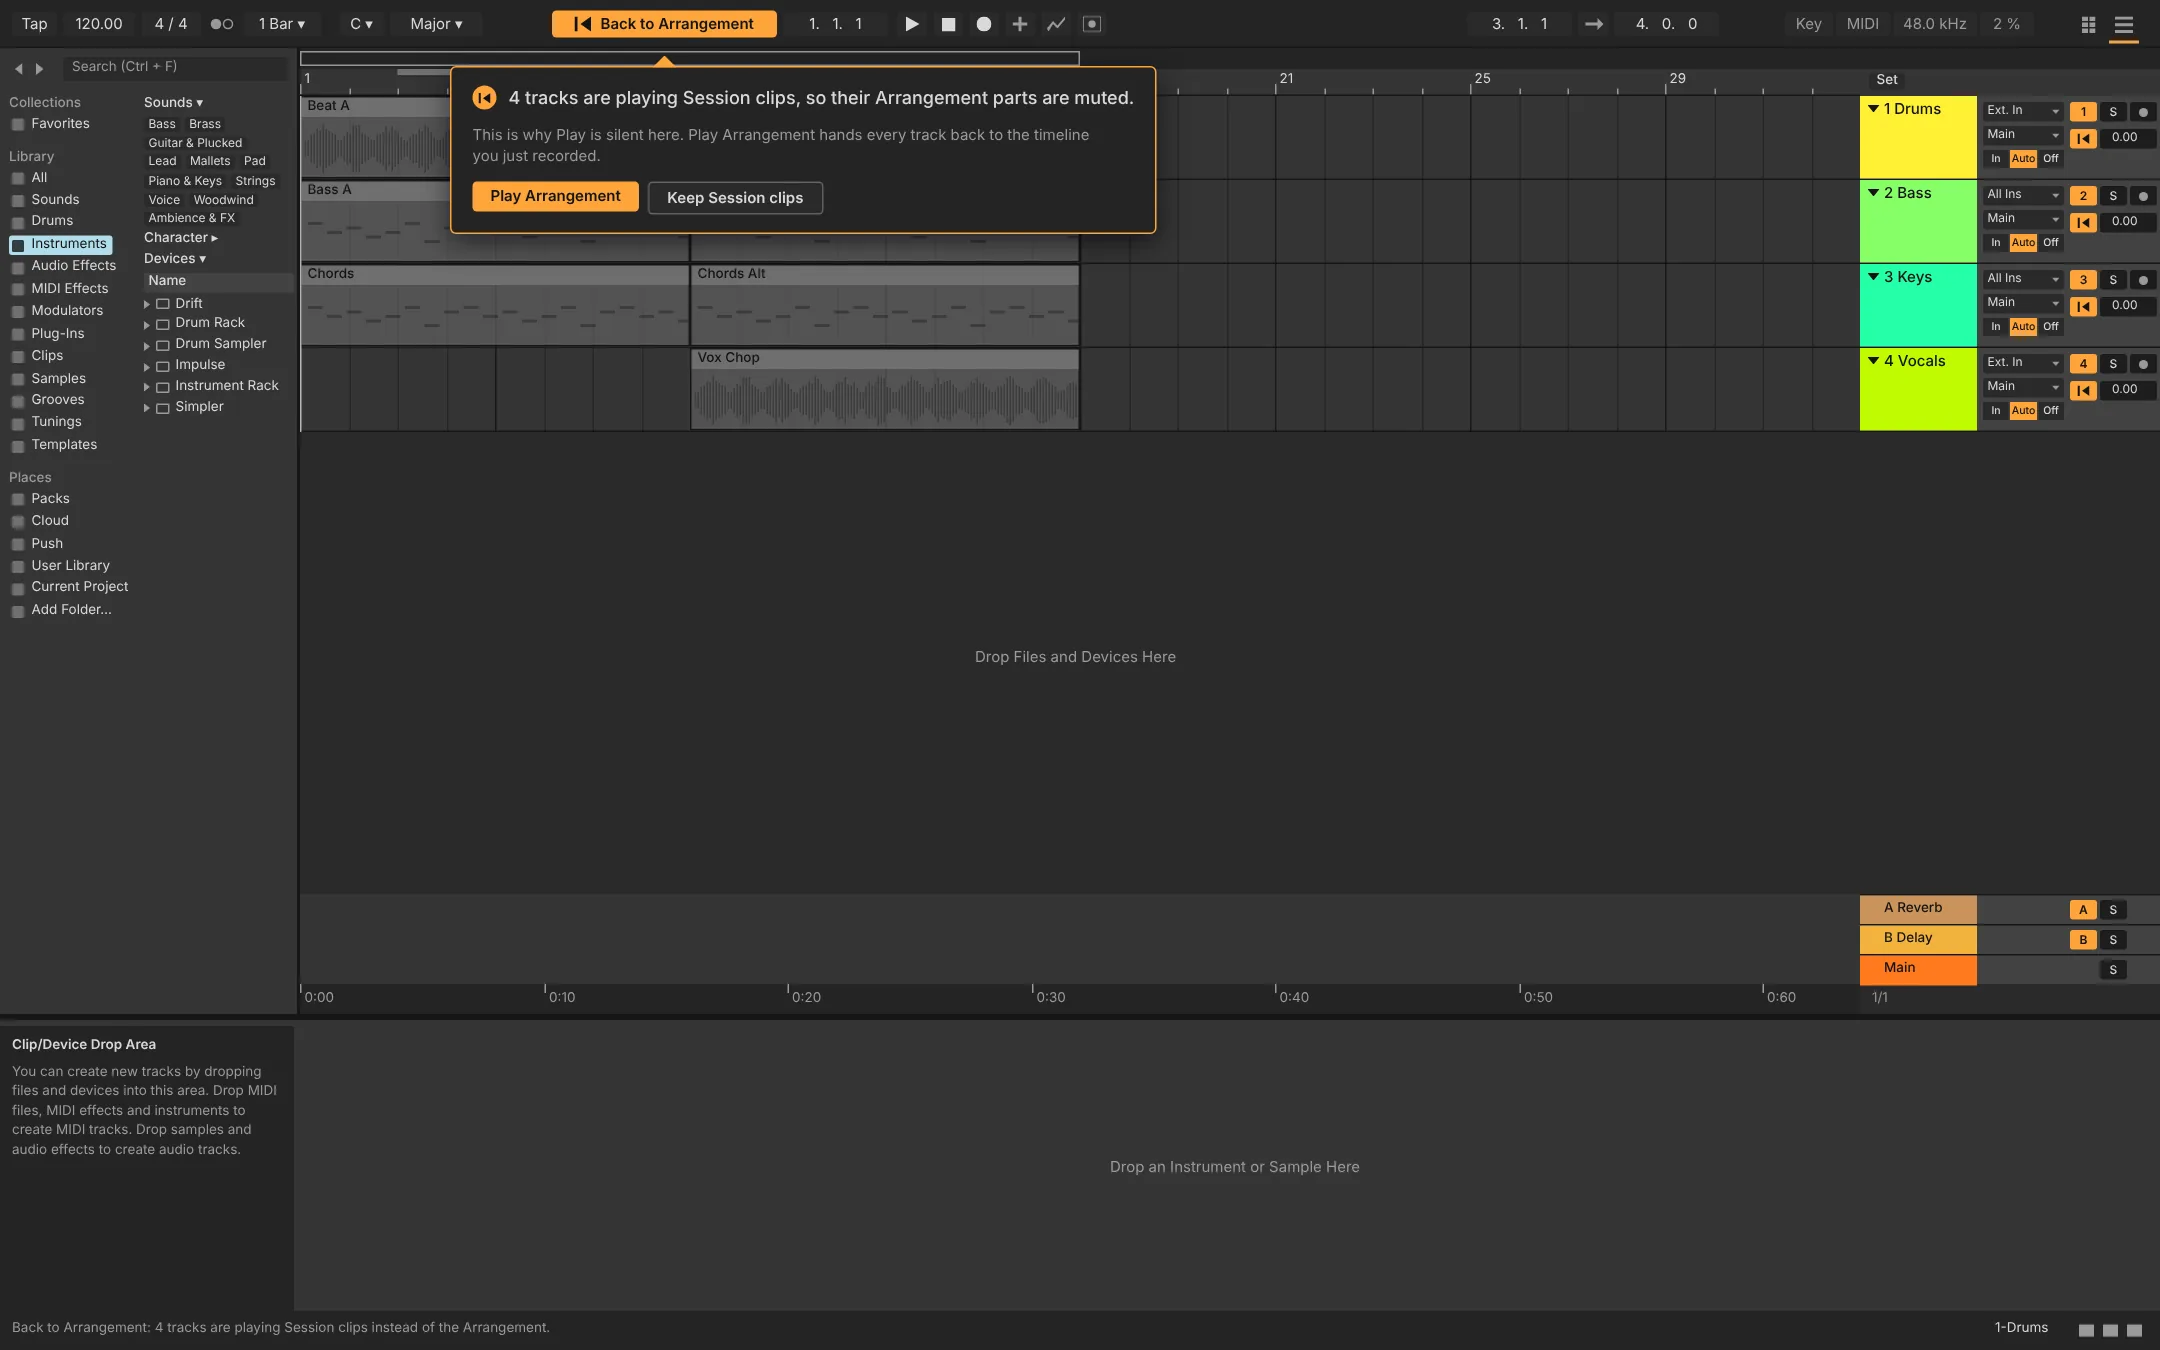 Tap 120.00 4 / 4 1 Bar ▾ C ▾ Major ▾ Back to Arrangement 1. 1. 1 3. 1. 1 4. 0. 0 Key MIDI 48.0 kHz 2 %
Search (Ctrl + F)
Collections
Favorites
Library
All
Sounds
Drums
Instruments
Audio Effects
MIDI Effects
Modulators
Plug-Ins
Clips
Samples
Grooves
Tunings
Templates
Places
Packs
Cloud
Push
User Library
Current Project
Add Folder...
Sounds ▾
Bass Brass
Guitar & Plucked
Lead Mallets Pad
Piano & Keys Strings
Voice Woodwind
Ambience & FX
Character ▸
Devices ▾
Name
Drift
Drum Rack
Drum Sampler
Impulse
Instrument Rack
Simpler
1 21 25 29
Beat A
Bass A
Chords Chords Alt
Vox Chop
4 tracks are playing Session clips, so their Arrangement parts are muted.
This is why Play is silent here. Play Arrangement hands every track back to the timeline
you just recorded.
Play Arrangement Keep Session clips
Set
1 Drums Ext. In 1 S
Main 0.00
In Auto Off
2 Bass All Ins 2 S
Main 0.00
In Auto Off
3 Keys All Ins 3 S
Main 0.00
In Auto Off
4 Vocals Ext. In 4 S
Main 0.00
In Auto Off
Drop Files and Devices Here
A Reverb A S
B Delay B S
Main S
0:00 0:10 0:20 0:30 0:40 0:50 0:60 1/1
Clip/Device Drop Area
You can create new tracks by dropping
files and devices into this area. Drop MIDI
files, MIDI effects and instruments to
create MIDI tracks. Drop samples and
audio effects to create audio tracks.
Drop an Instrument or Sample Here
Back to Arrangement: 4 tracks are playing Session clips instead of the Arrangement.
1-Drums